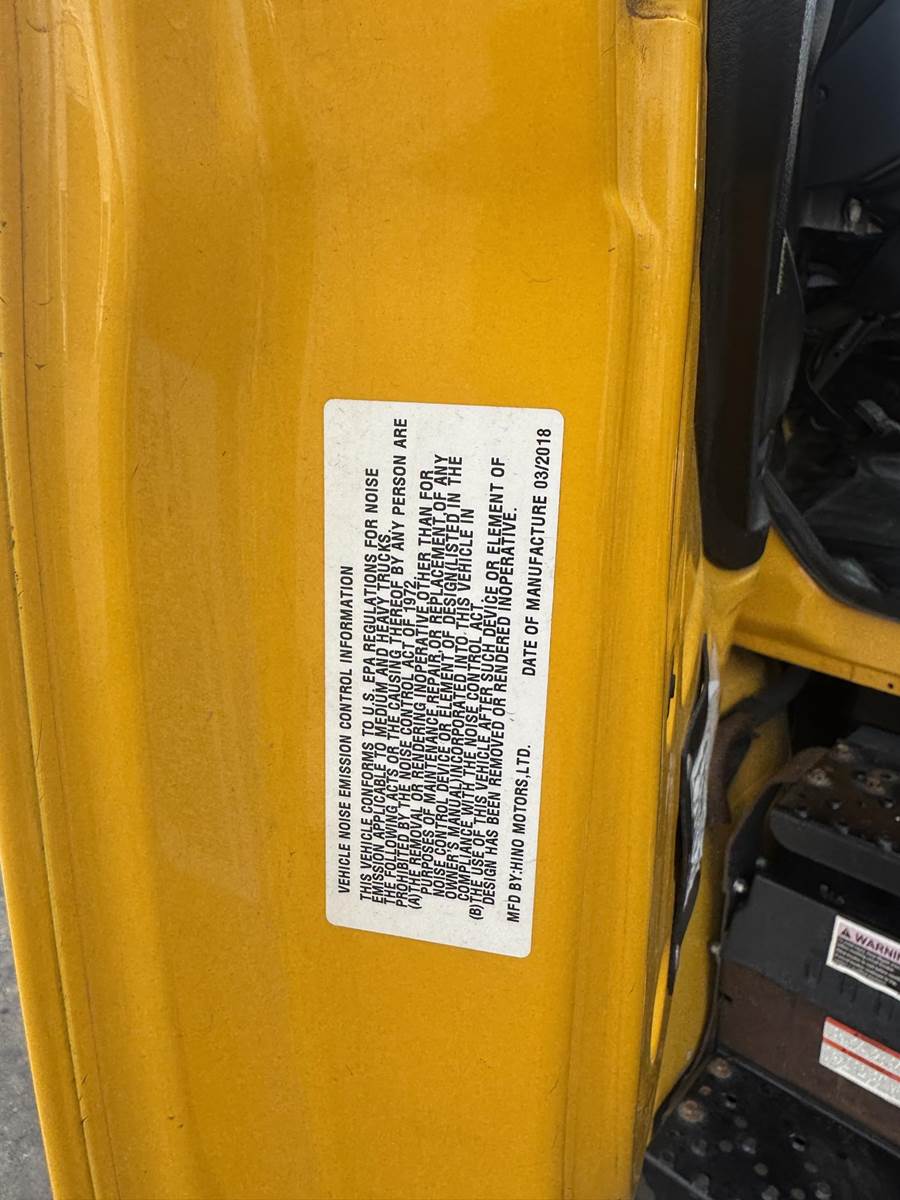 VEHICLE NOISE EMISSION CONTROL INFORMATION
THIS VEHICLE CONFORMS TO U.S. EPA REGULATIONS FOR NOISE
EMISSION APPLICABLE TO MEDIUM AND HEAVY TRUCKS.
THE FOLLOWING ACTS OR THE CAUSING THEREOF BY ANY PERSON ARE
PROHIBITED BY THE NOISE CONTROL ACT OF 1972.
(A)THE REMOVAL OR RENDERING INOPERATIVE OTHER THAN FOR
PURPOSES OF MAINTENNANCE REPAIR OR REPLACEMENT OF ANY
NOISE CONTROL DEVICE OR ELEMENT OF DESIGN(LISTED IN THE
OWNER'S MANUAL)INCORPORATED INTO THIS VEHICLE IN
COMPLIANCE WITH THE NOISE CONTROL ACT
(B)THE USE OF THIS VEHICLE AFTER SUCH DEVICE OR ELEMENT OF
DESIGN HAS BEEN REMOVED OR RENDERED INOPERATIVE.
MFD BY:HINO MOTORS,LTD. DATE OF MANUFACTURE 03/2018